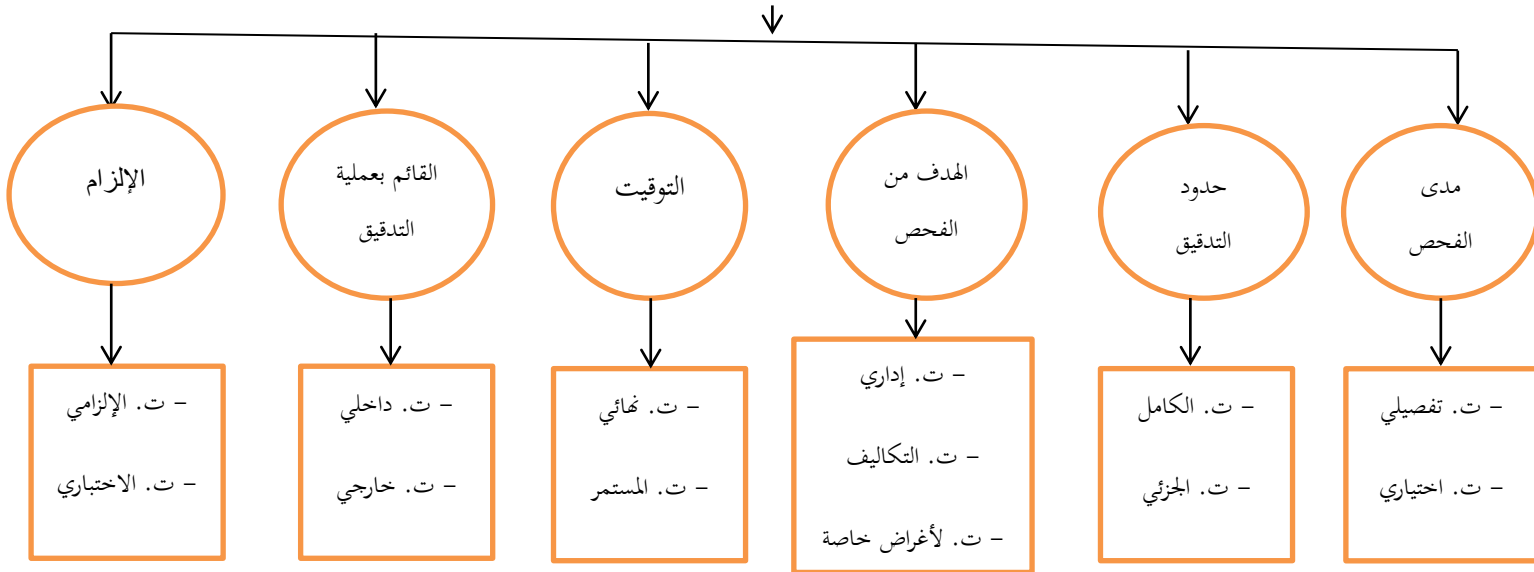 مدى
الفحص
حدود
التدقيق
الهدف من
الفحص
التوقيت
القائم بعملية
التدقيق
الإلزام
– ت. تفصيلي
– ت. اختياري
– ت. الكامل
– ت. الجزئي
– ت. إداري
– ت. التكاليف
– ت. لأغراض خاصة
– ت. نهائي
– ت. المستمر
– ت. داخلي
– ت. خارجي
– ت. الإلزامي
– ت. الاختباري